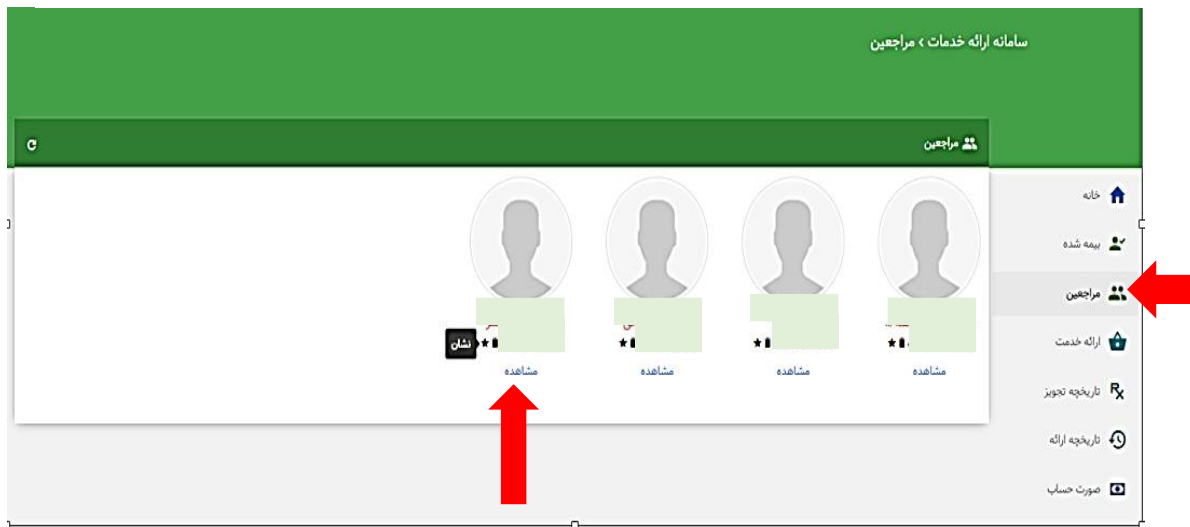 سامانه ارائه خدمات › مراجعین
مراجعین
خانه
بیمه شده
مراجعین
ارائه خدمت
تاریخچه تجویز
تاریخچه ارائه
صورت حساب
نشان
مشاهده
مشاهده
مشاهده
مشاهده